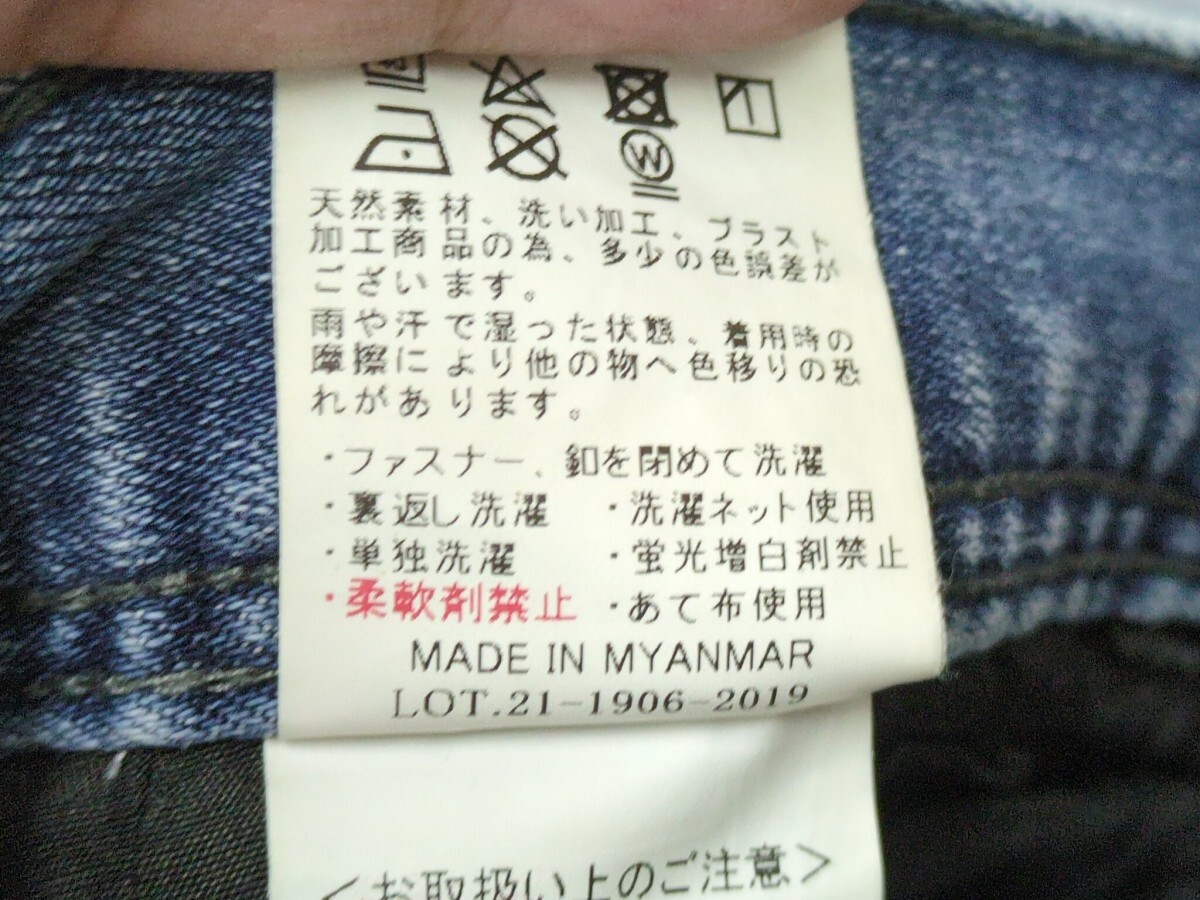 天然素材、洗い加工、ブラスト
加工商品の為、多少の色誤差が
ございます。
雨や汗で湿った状態、着用時の
摩擦により他の物へ色移りの恐
れがあります。
・ファスナー、釦を閉めて洗濯
・裏返し洗濯 ・洗濯ネット使用
・単独洗濯 ・蛍光増白剤禁止
・柔軟剤禁止 ・あて布使用
MADE IN MYANMAR
LOT.21-1906-2019
<お取扱い上のご注意>